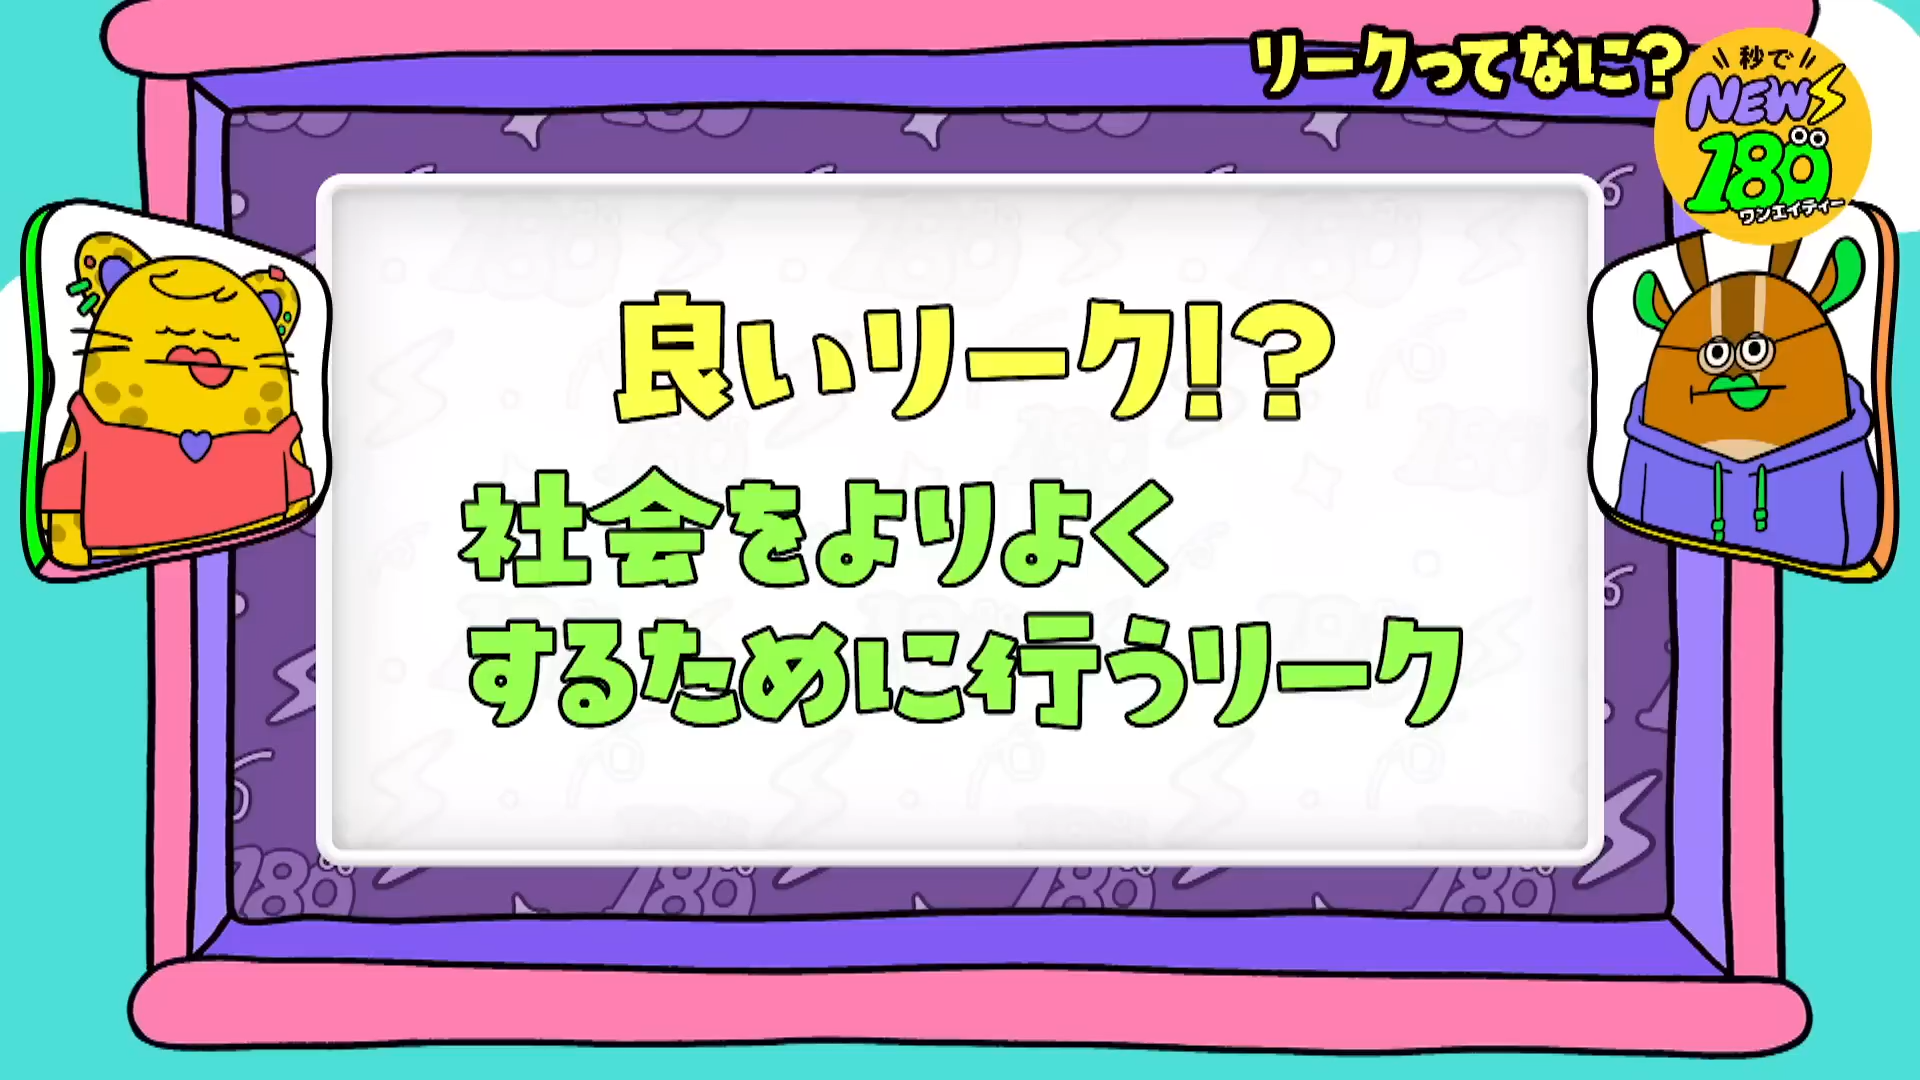 リークってなに?
秒で
NEWS
180
ワンエイティー
良いリーク!?
社会をよりよく
するために行うリーク